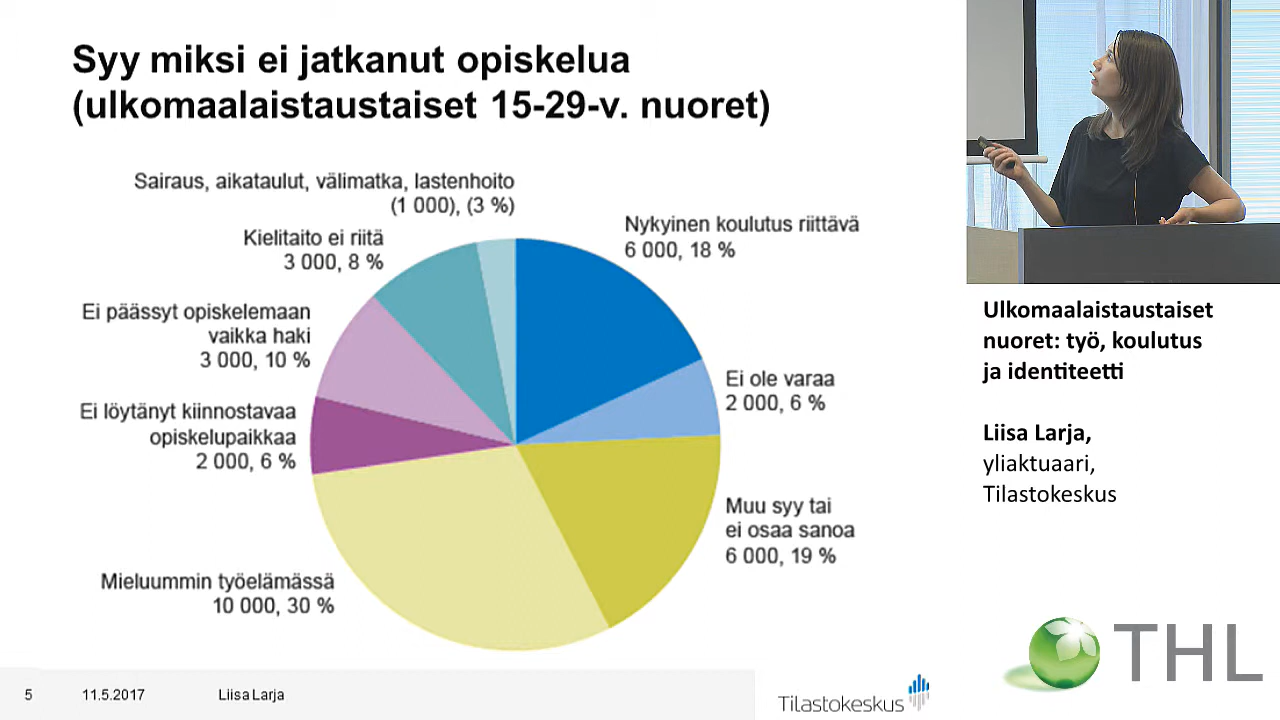 Syy miksi ei jatkanut opiskelua
(ulkomaalaistaustaiset 15-29-v. nuoret)
Sairaus, aikataulut, välimatka, lastenhoito
(1 000), (3 %)
Nykyinen koulutus riittävä
6 000, 18 %
Kielitaito ei riitä
3 000, 8 %
Ei päässyt opiskelemaan
vaikka haki
3 000, 10 %
Ei ole varaa
2 000, 6 %
Ei löytänyt kiinnostavaa
opiskelupaikkaa
2 000, 6 %
Muu syy tai
ei osaa sanoa
6 000, 19 %
Mieluummin työelämässä
10 000, 30 %
5
11.5.2017
Liisa Larja
Tilastokeskus
Ulkomaalaistaustaiset
nuoret: työ, koulutus
ja identiteetti
Liisa Larja,
yliaktuaari,
Tilastokeskus
THL